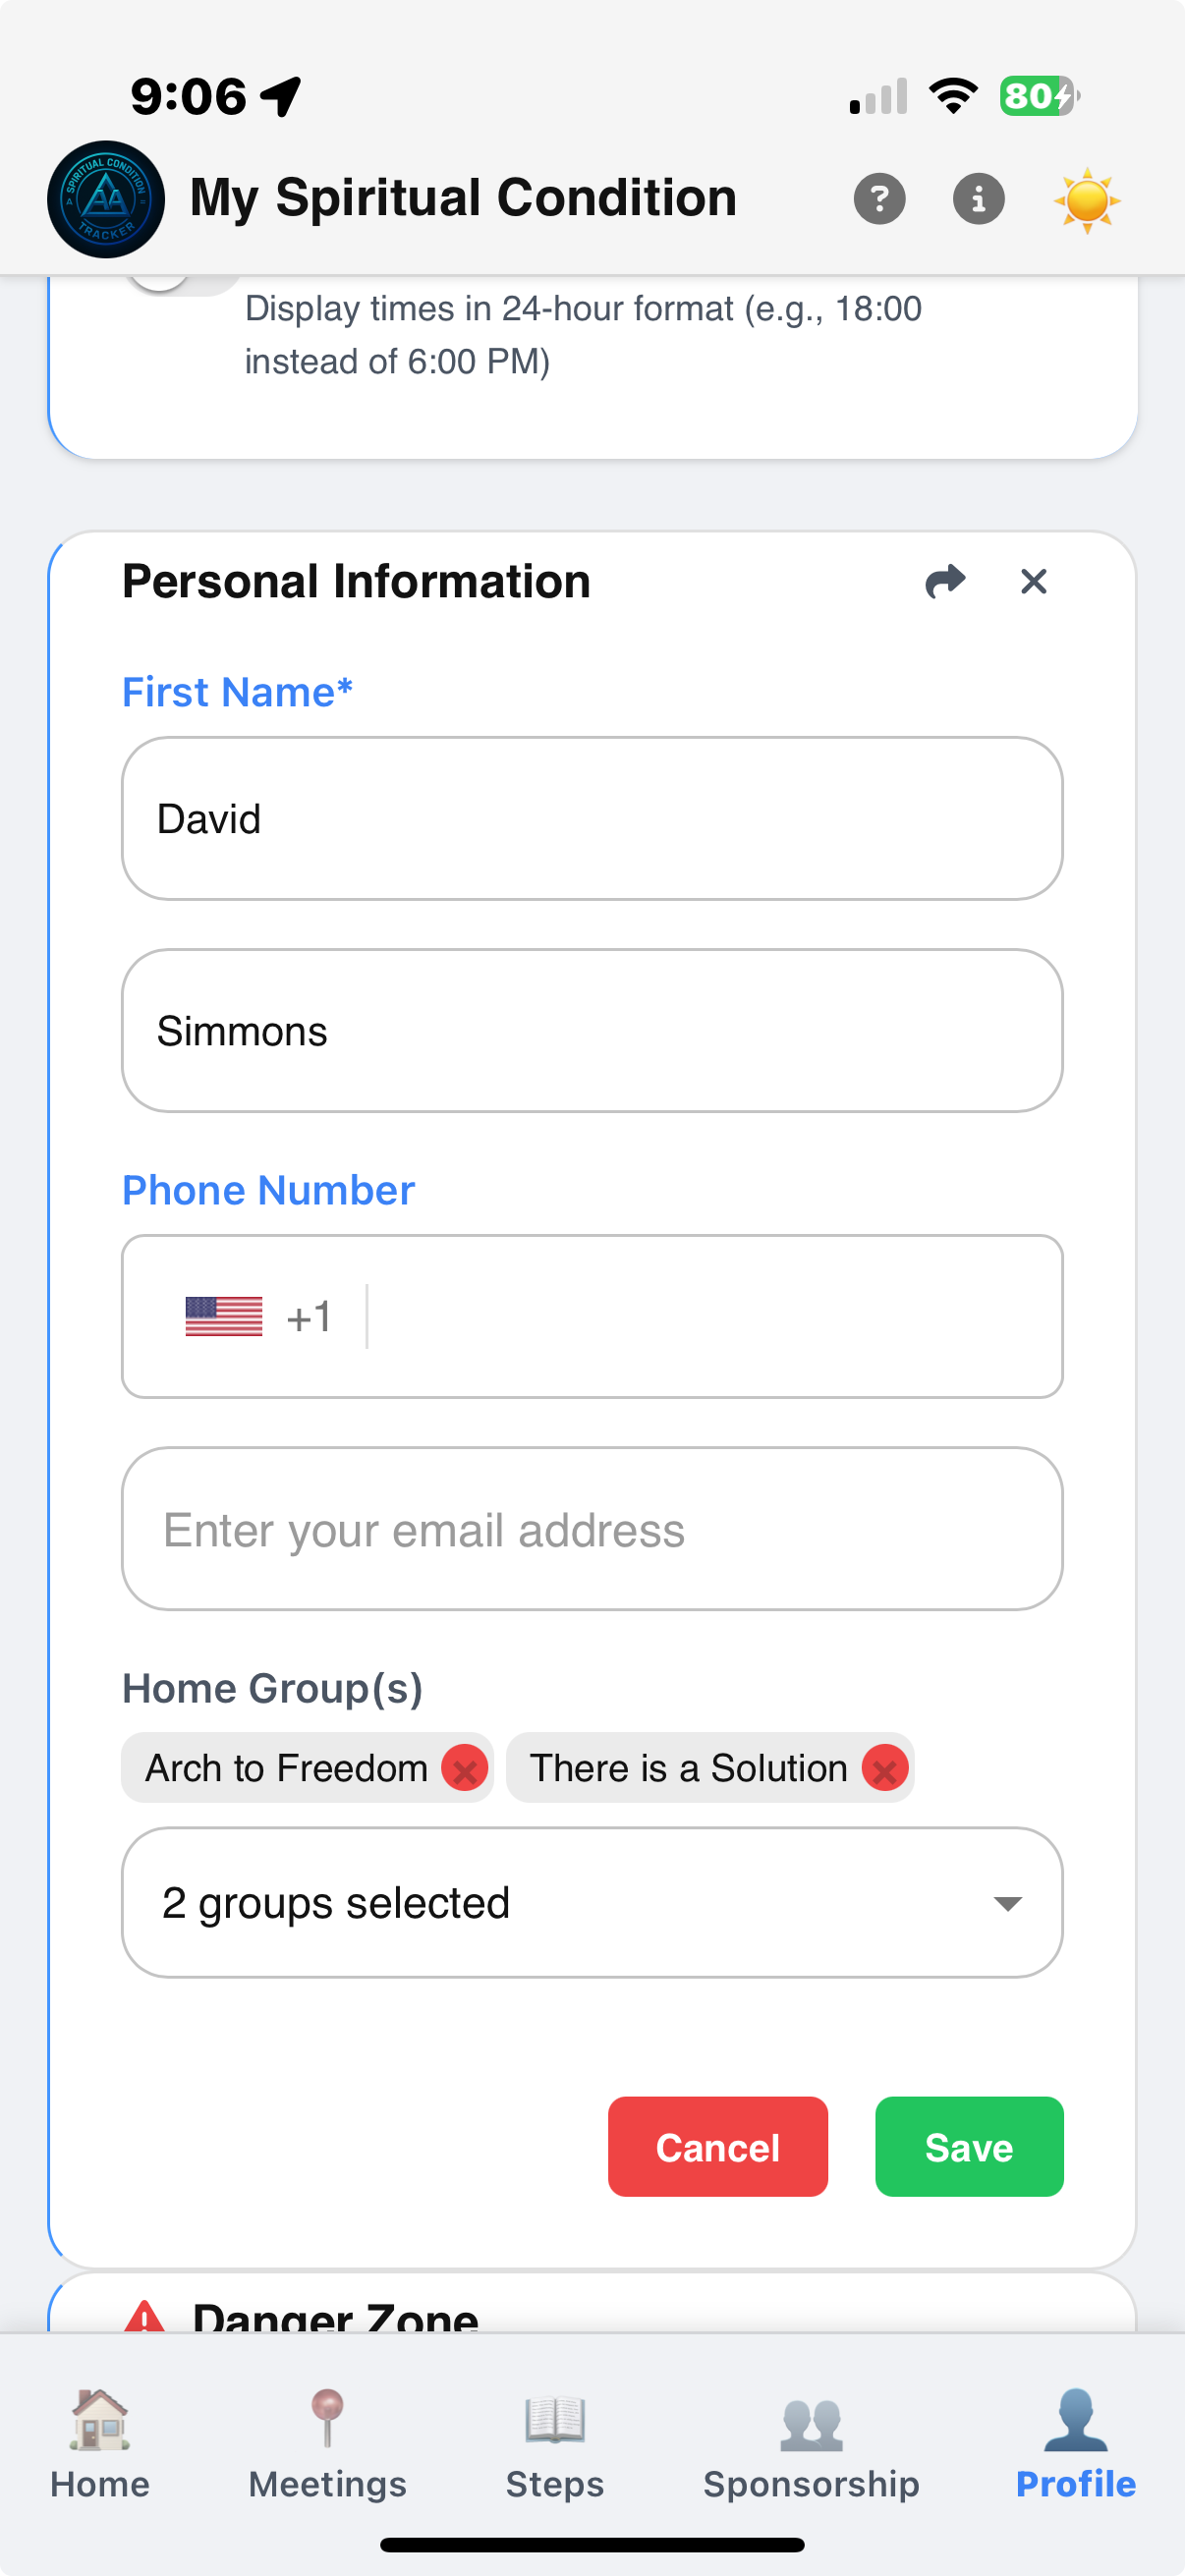 9:06
80
SPIRITUAL CONDITION
AA
TRACKER
My Spiritual Condition
?
i
Display times in 24-hour format (e.g., 18:00
instead of 6:00 PM)
Personal Information
First Name*
David
Simmons
Phone Number
+1
Enter your email address
Home Group(s)
Arch to Freedom
There is a Solution
2 groups selected
Cancel
Save
Danger Zone
Home
Meetings
Steps
Sponsorship
Profile